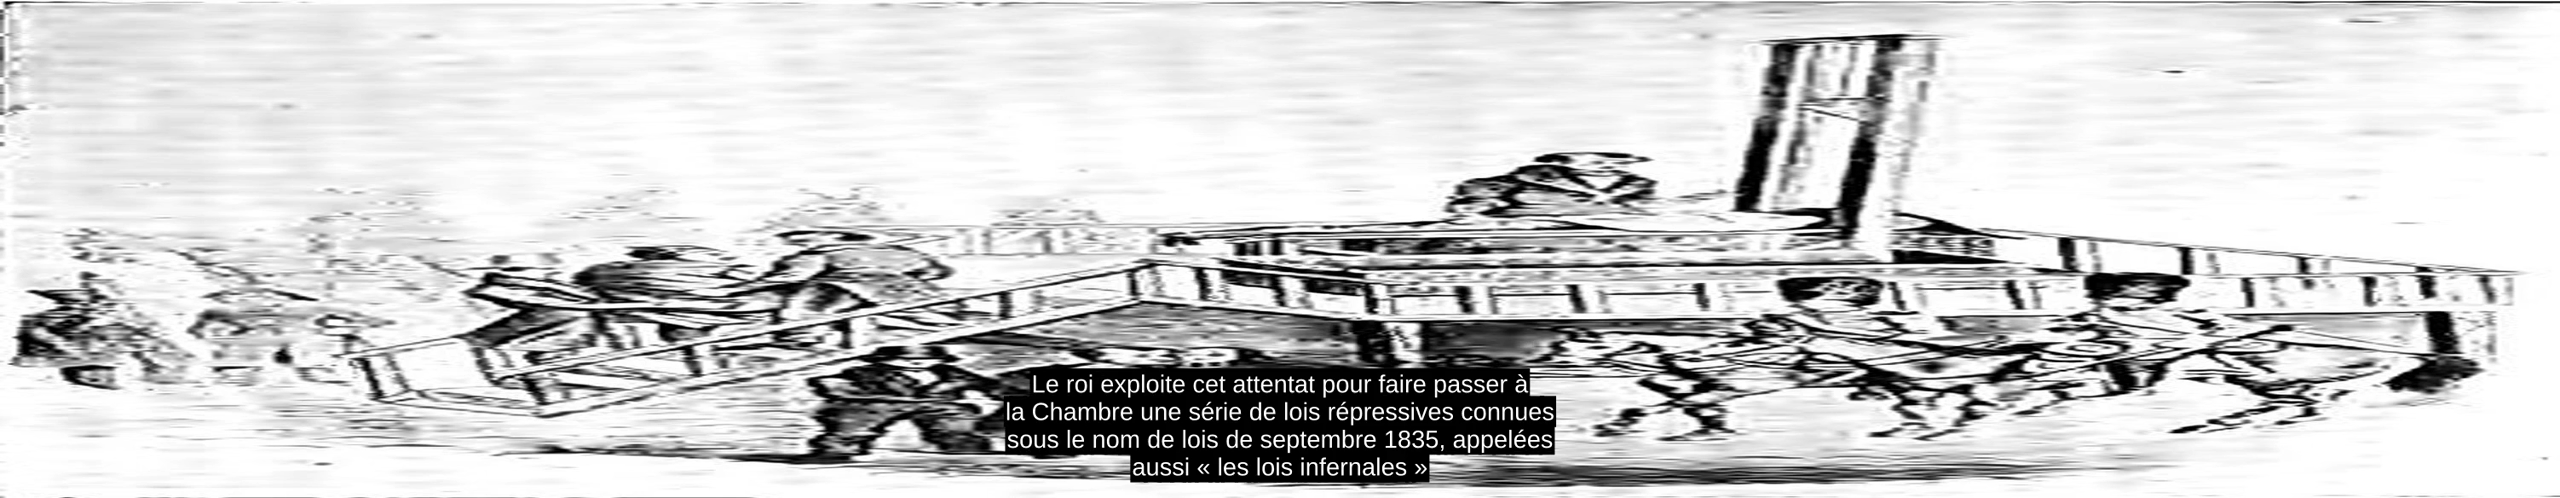 Le roi exploite cet attentat pour faire passer à
la Chambre une série de lois répressives connues
sous le nom de lois de septembre 1835, appelées
aussi « les lois infernales »